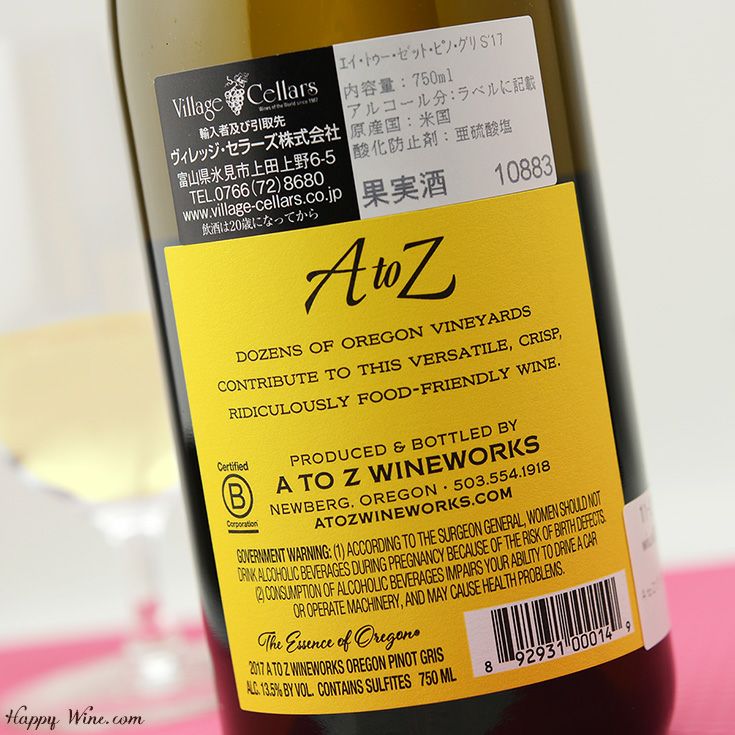 Village Cellars
Wines of the World since 1987
輸入者及び引取先
ヴィレッジ・セラーズ株式会社
富山県氷見市上田上野6-5
TEL.0766(72)8680
www.village-cellars.co.jp
飲酒は20歳になってから
エイ・トゥー・ゼット・ピノ・グリ S'17
内容量：750ml
アルコール分：ラベルに記載
原産国：米国
酸化防止剤：亜硫酸塩
果実酒 10883
A to Z
DOZENS OF OREGON VINEYARDS
CONTRIBUTE TO THIS VERSATILE, CRISP,
RIDICULOUSLY FOOD-FRIENDLY WINE.
PRODUCED & BOTTLED BY
A TO Z WINEWORKS
NEWBERG, OREGON · 503.554.1918
ATOZWINEWORKS.COM
Certified
B
Corporation
GOVERNMENT WARNING: (1) ACCORDING TO THE SURGEON GENERAL, WOMEN SHOULD NOT
DRINK ALCOHOLIC BEVERAGES DURING PREGNANCY BECAUSE OF THE RISK OF BIRTH DEFECTS.
(2) CONSUMPTION OF ALCOHOLIC BEVERAGES IMPAIRS YOUR ABILITY TO DRIVE A CAR
OR OPERATE MACHINERY, AND MAY CAUSE HEALTH PROBLEMS.
The Essence of Oregon®
2017 A TO Z WINEWORKS OREGON PINOT GRIS
ALC. 13.5% BY VOL. CONTAINS SULFITES 750 ML
8 92931 00014 9
Happy Wine.com